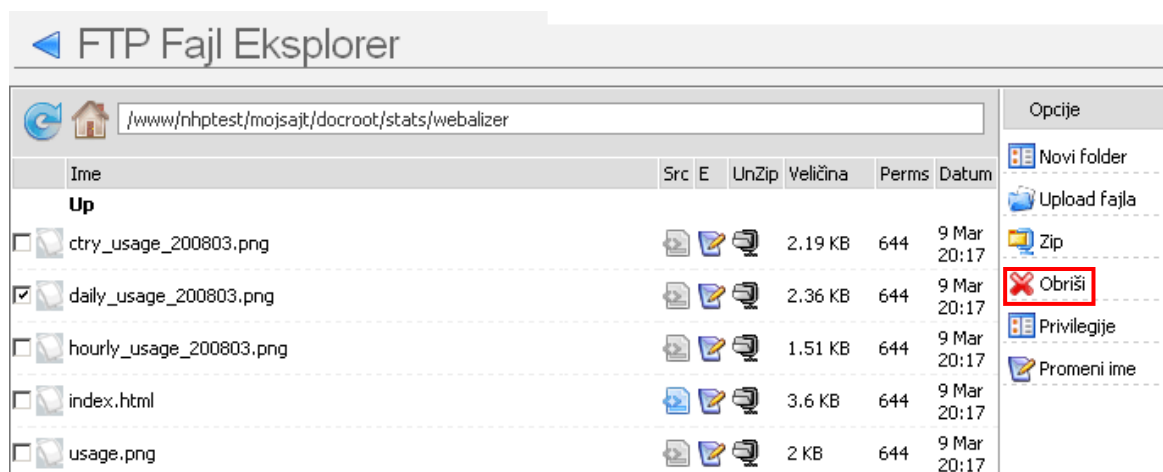 FTP Fajl Eksplorer
/www/nhptest/mojsajt/docroot/stats/webalizer
Ime Src E UnZip Veličina Perms Datum
Up
ctry_usage_200803.png 2.19 KB 644 9 Mar 20:17
daily_usage_200803.png 2.36 KB 644 9 Mar 20:17
hourly_usage_200803.png 1.51 KB 644 9 Mar 20:17
index.html 3.6 KB 644 9 Mar 20:17
usage.png 2 KB 644 9 Mar 20:17
Opcije
Novi folder
Upload fajla
Zip
Obriši
Privilegije
Promeni ime